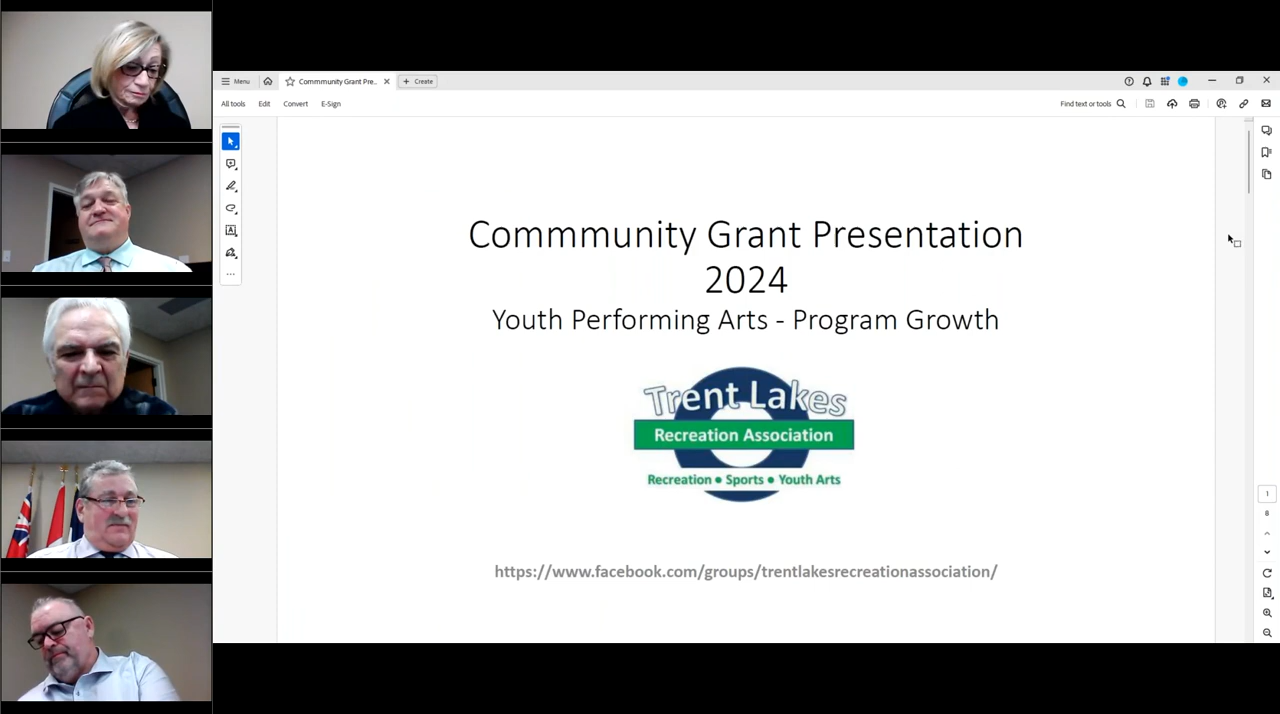 Menu
Commmunity Grant Pre..
Create
All tools
Edit
Convert
E-Sign
Find text or tools
Commmunity Grant Presentation
2024
Youth Performing Arts - Program Growth
Trent Lakes
Recreation Association
Recreation • Sports • Youth Arts
https://www.facebook.com/groups/trentlakesrecreationassociation/
1
8